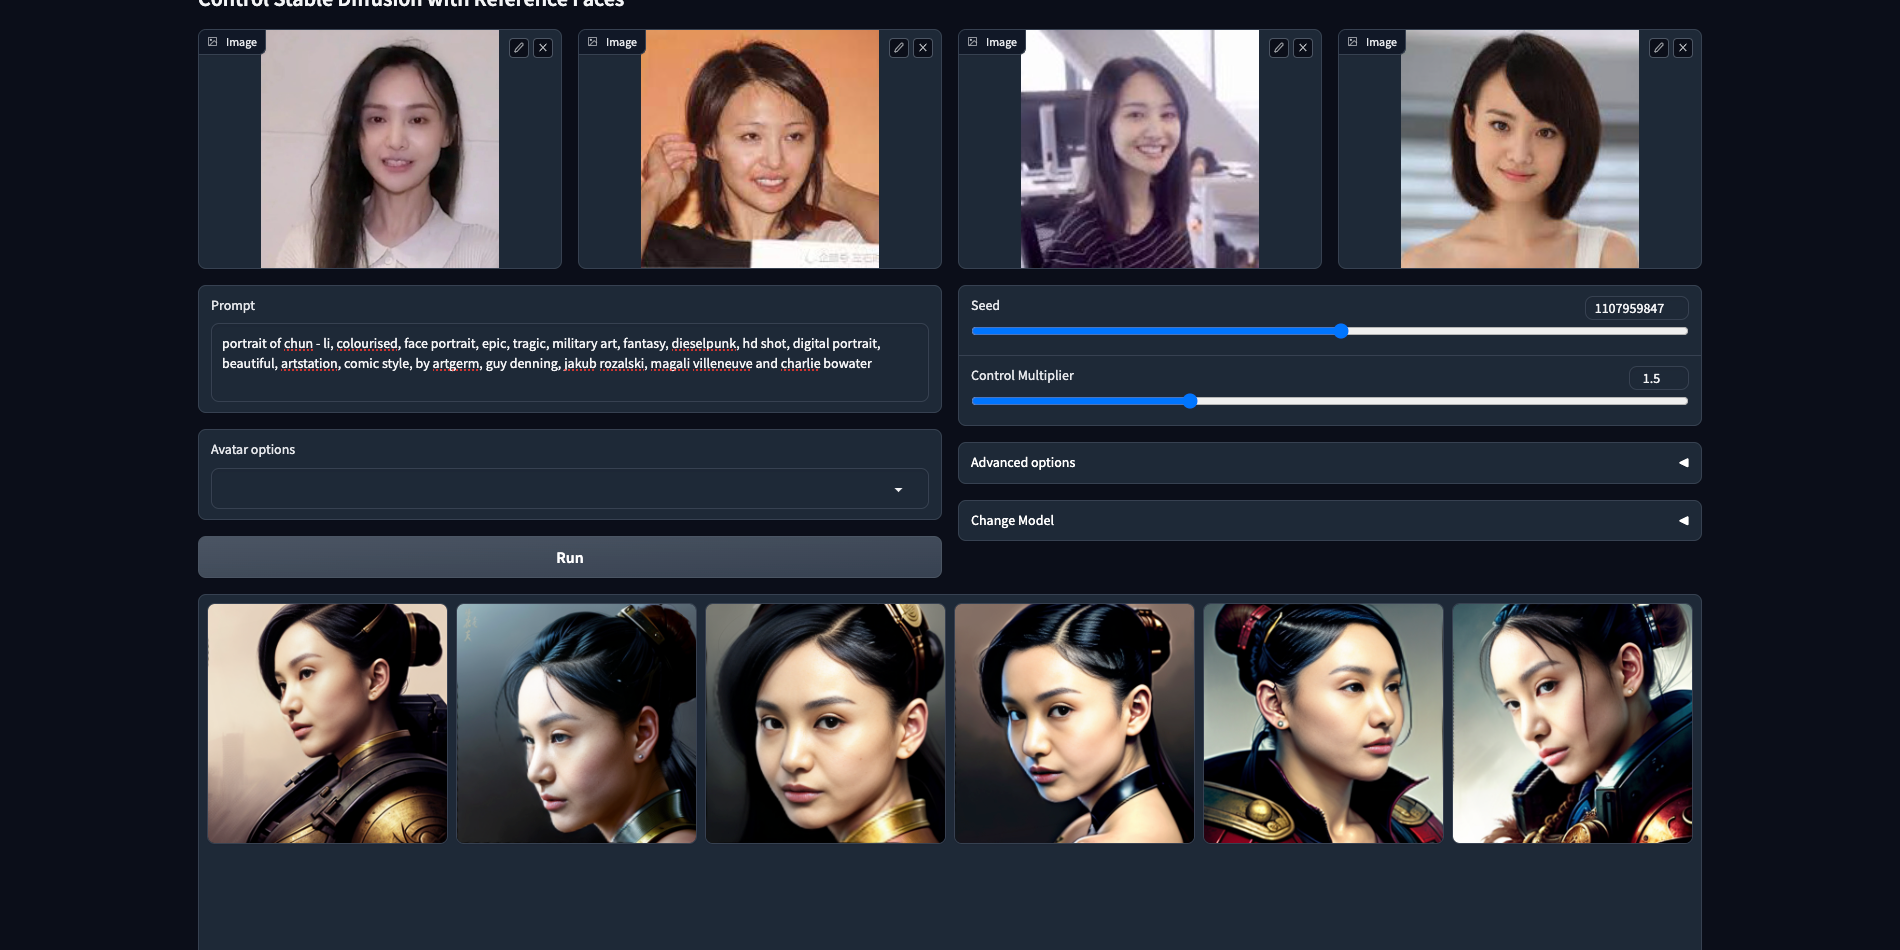 Control Stable Diffusion with Reference Faces
Image
Image
Image
Image
Prompt
portrait of chun - li, colourised, face portrait, epic, tragic, military art, fantasy, dieselpunk, hd shot, digital portrait,
beautiful, artstation, comic style, by artgerm, guy denning, jakub rozalski, magali villeneuve and charlie bowater
Seed
1107959847
Control Multiplier
1.5
Avatar options
Advanced options
Change Model
Run